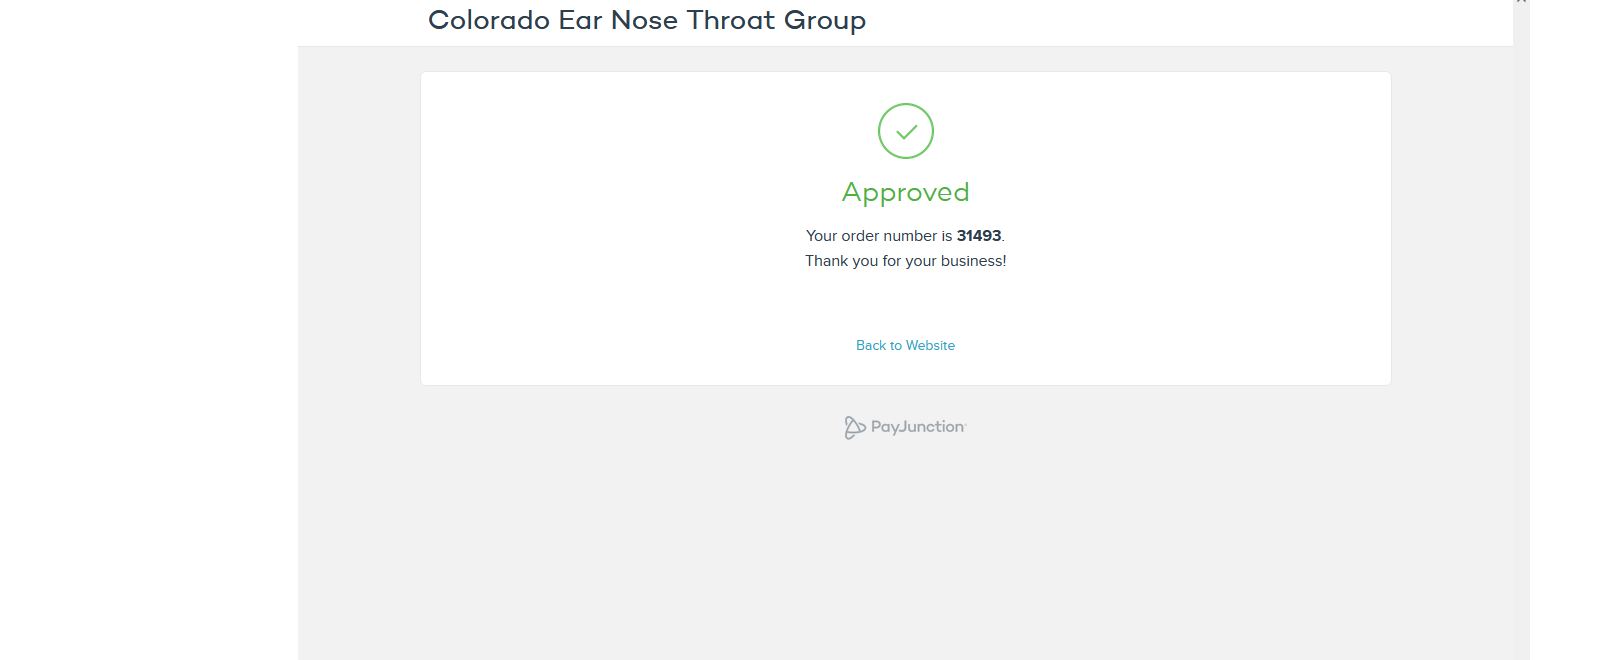 Colorado Ear Nose Throat Group
Approved
Your order number is 31493.
Thank you for your business!
Back to Website
PayJunction